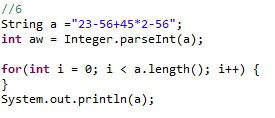 //6
String a ="23-56+45*2-56";
int aw = Integer.parseInt(a);
for(int i = 0; i < a.length(); i++) {
}
System.out.println(a);